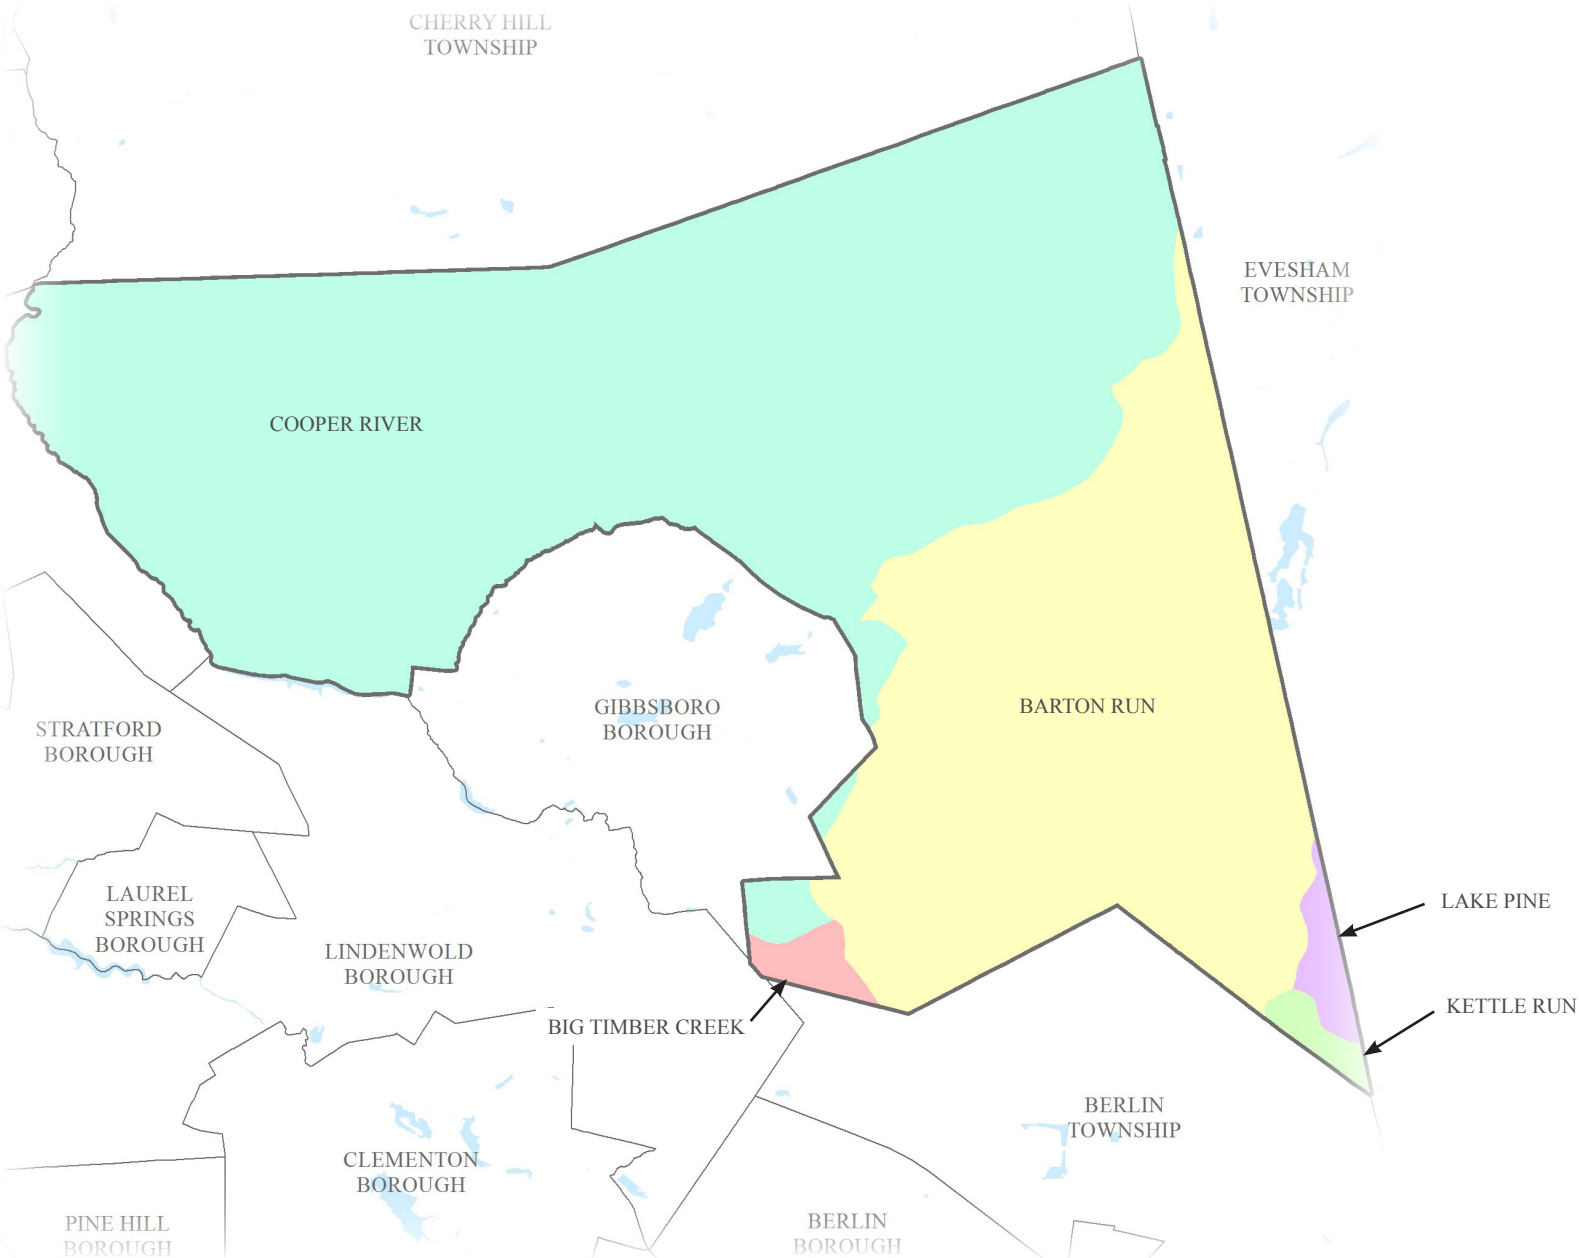 CHERRY HILL
TOWNSHIP
EVESHAM
TOWNSHIP
COOPER RIVER
GIBBSBORO
BOROUGH
BARTON RUN
STRATFORD
BOROUGH
LAUREL
SPRINGS
BOROUGH
LAKE PINE
LINDENWOLD
BOROUGH
KETTLE RUN
BIG TIMBER CREEK
BERLIN
TOWNSHIP
CLEMENTON
BOROUGH
PINE HILL
BOROUGH
BERLIN
BOROUGH